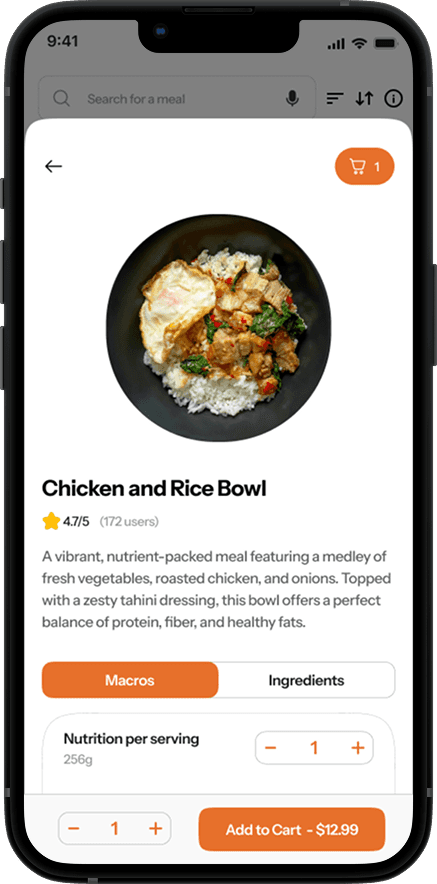 9:41
Search for a meal
1
Chicken and Rice Bowl
4.7/5 (172 users)
A vibrant, nutrient-packed meal featuring a medley of
fresh vegetables, roasted chicken, and onions. Topped
with a zesty tahini dressing, this bowl offers a perfect
balance of protein, fiber, and healthy fats.
Macros Ingredients
Nutrition per serving
256g
− 1 +
− 1 +
Add to Cart - $12.99